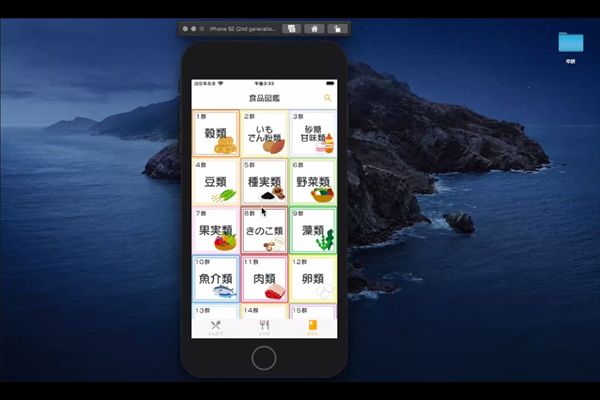 iPhone SE (2nd generatio...
午後3:33
食品図鑑
1群
穀類
2群
いも
でん粉類
3群
砂糖
甘味類
4群
豆類
5群
種実類
6群
野菜類
7群
果実類
8群
きのこ類
9群
藻類
10群
魚介類
11群
肉類
12群
卵類
13群
14群
15群